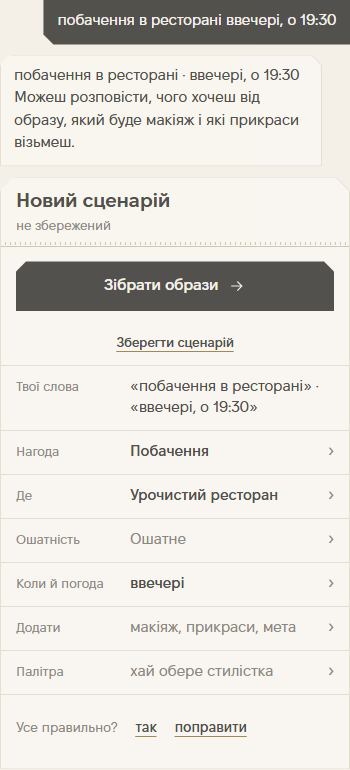 побачення в ресторані ввечері, о 19:30
побачення в ресторані · ввечері, о 19:30
Можеш розповісти, чого хочеш від
образу, який буде макіяж і які прикраси
візьмеш.
Новий сценарій
не збережений
Зібрати образи →
Зберегти сценарій
Твої слова «побачення в ресторані» ·
«ввечері, о 19:30»
Нагода Побачення ›
Де Урочистий ресторан ›
Ошатність Ошатне ›
Коли й погода ввечері ›
Додати макіяж, прикраси, мета ›
Палітра хай обере стилістка ›
Усе правильно? так поправити